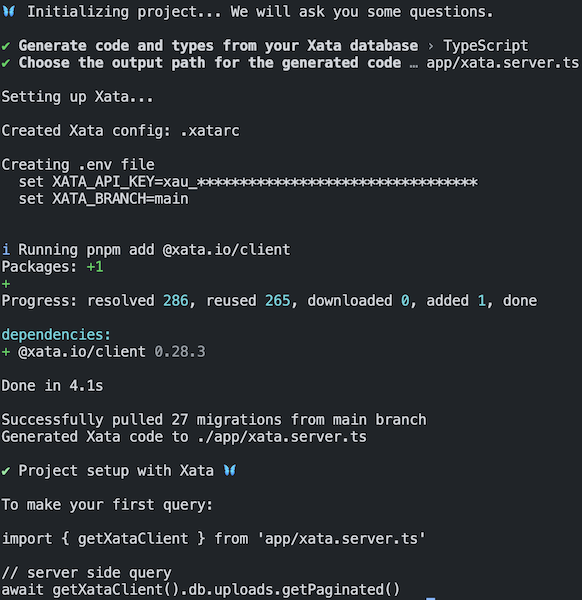 🦋 Initializing project... We will ask you some questions.
✔ Generate code and types from your Xata database › TypeScript
✔ Choose the output path for the generated code … app/xata.server.ts
Setting up Xata...
Created Xata config: .xatarc
Creating .env file
set XATA_API_KEY=xau_************************************
set XATA_BRANCH=main
i Running pnpm add @xata.io/client
Packages: +1
+
Progress: resolved 286, reused 265, downloaded 0, added 1, done
dependencies:
+ @xata.io/client 0.28.3
Done in 4.1s
Successfully pulled 27 migrations from main branch
Generated Xata code to ./app/xata.server.ts
✔ Project setup with Xata 🦋
To make your first query:
import { getXataClient } from 'app/xata.server.ts'
// server side query
await getXataClient().db.uploads.getPaginated()